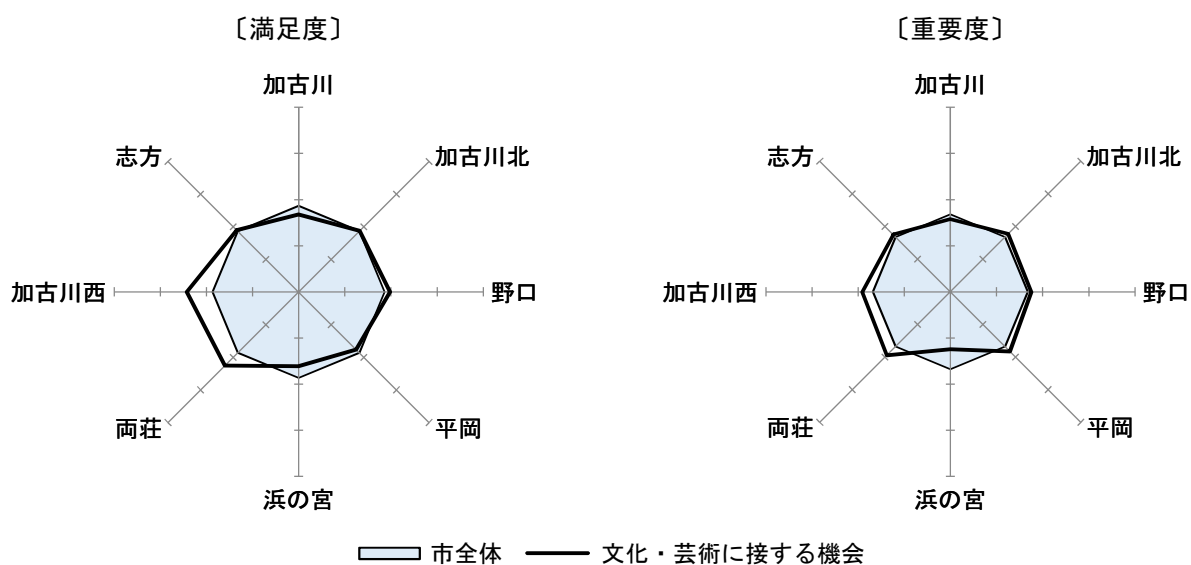 〔満足度〕
加古川
加古川北
野口
平岡
浜の宮
両荘
加古川西
志方
〔重要度〕
加古川
加古川北
野口
平岡
浜の宮
両荘
加古川西
志方
市全体
文化・芸術に接する機会